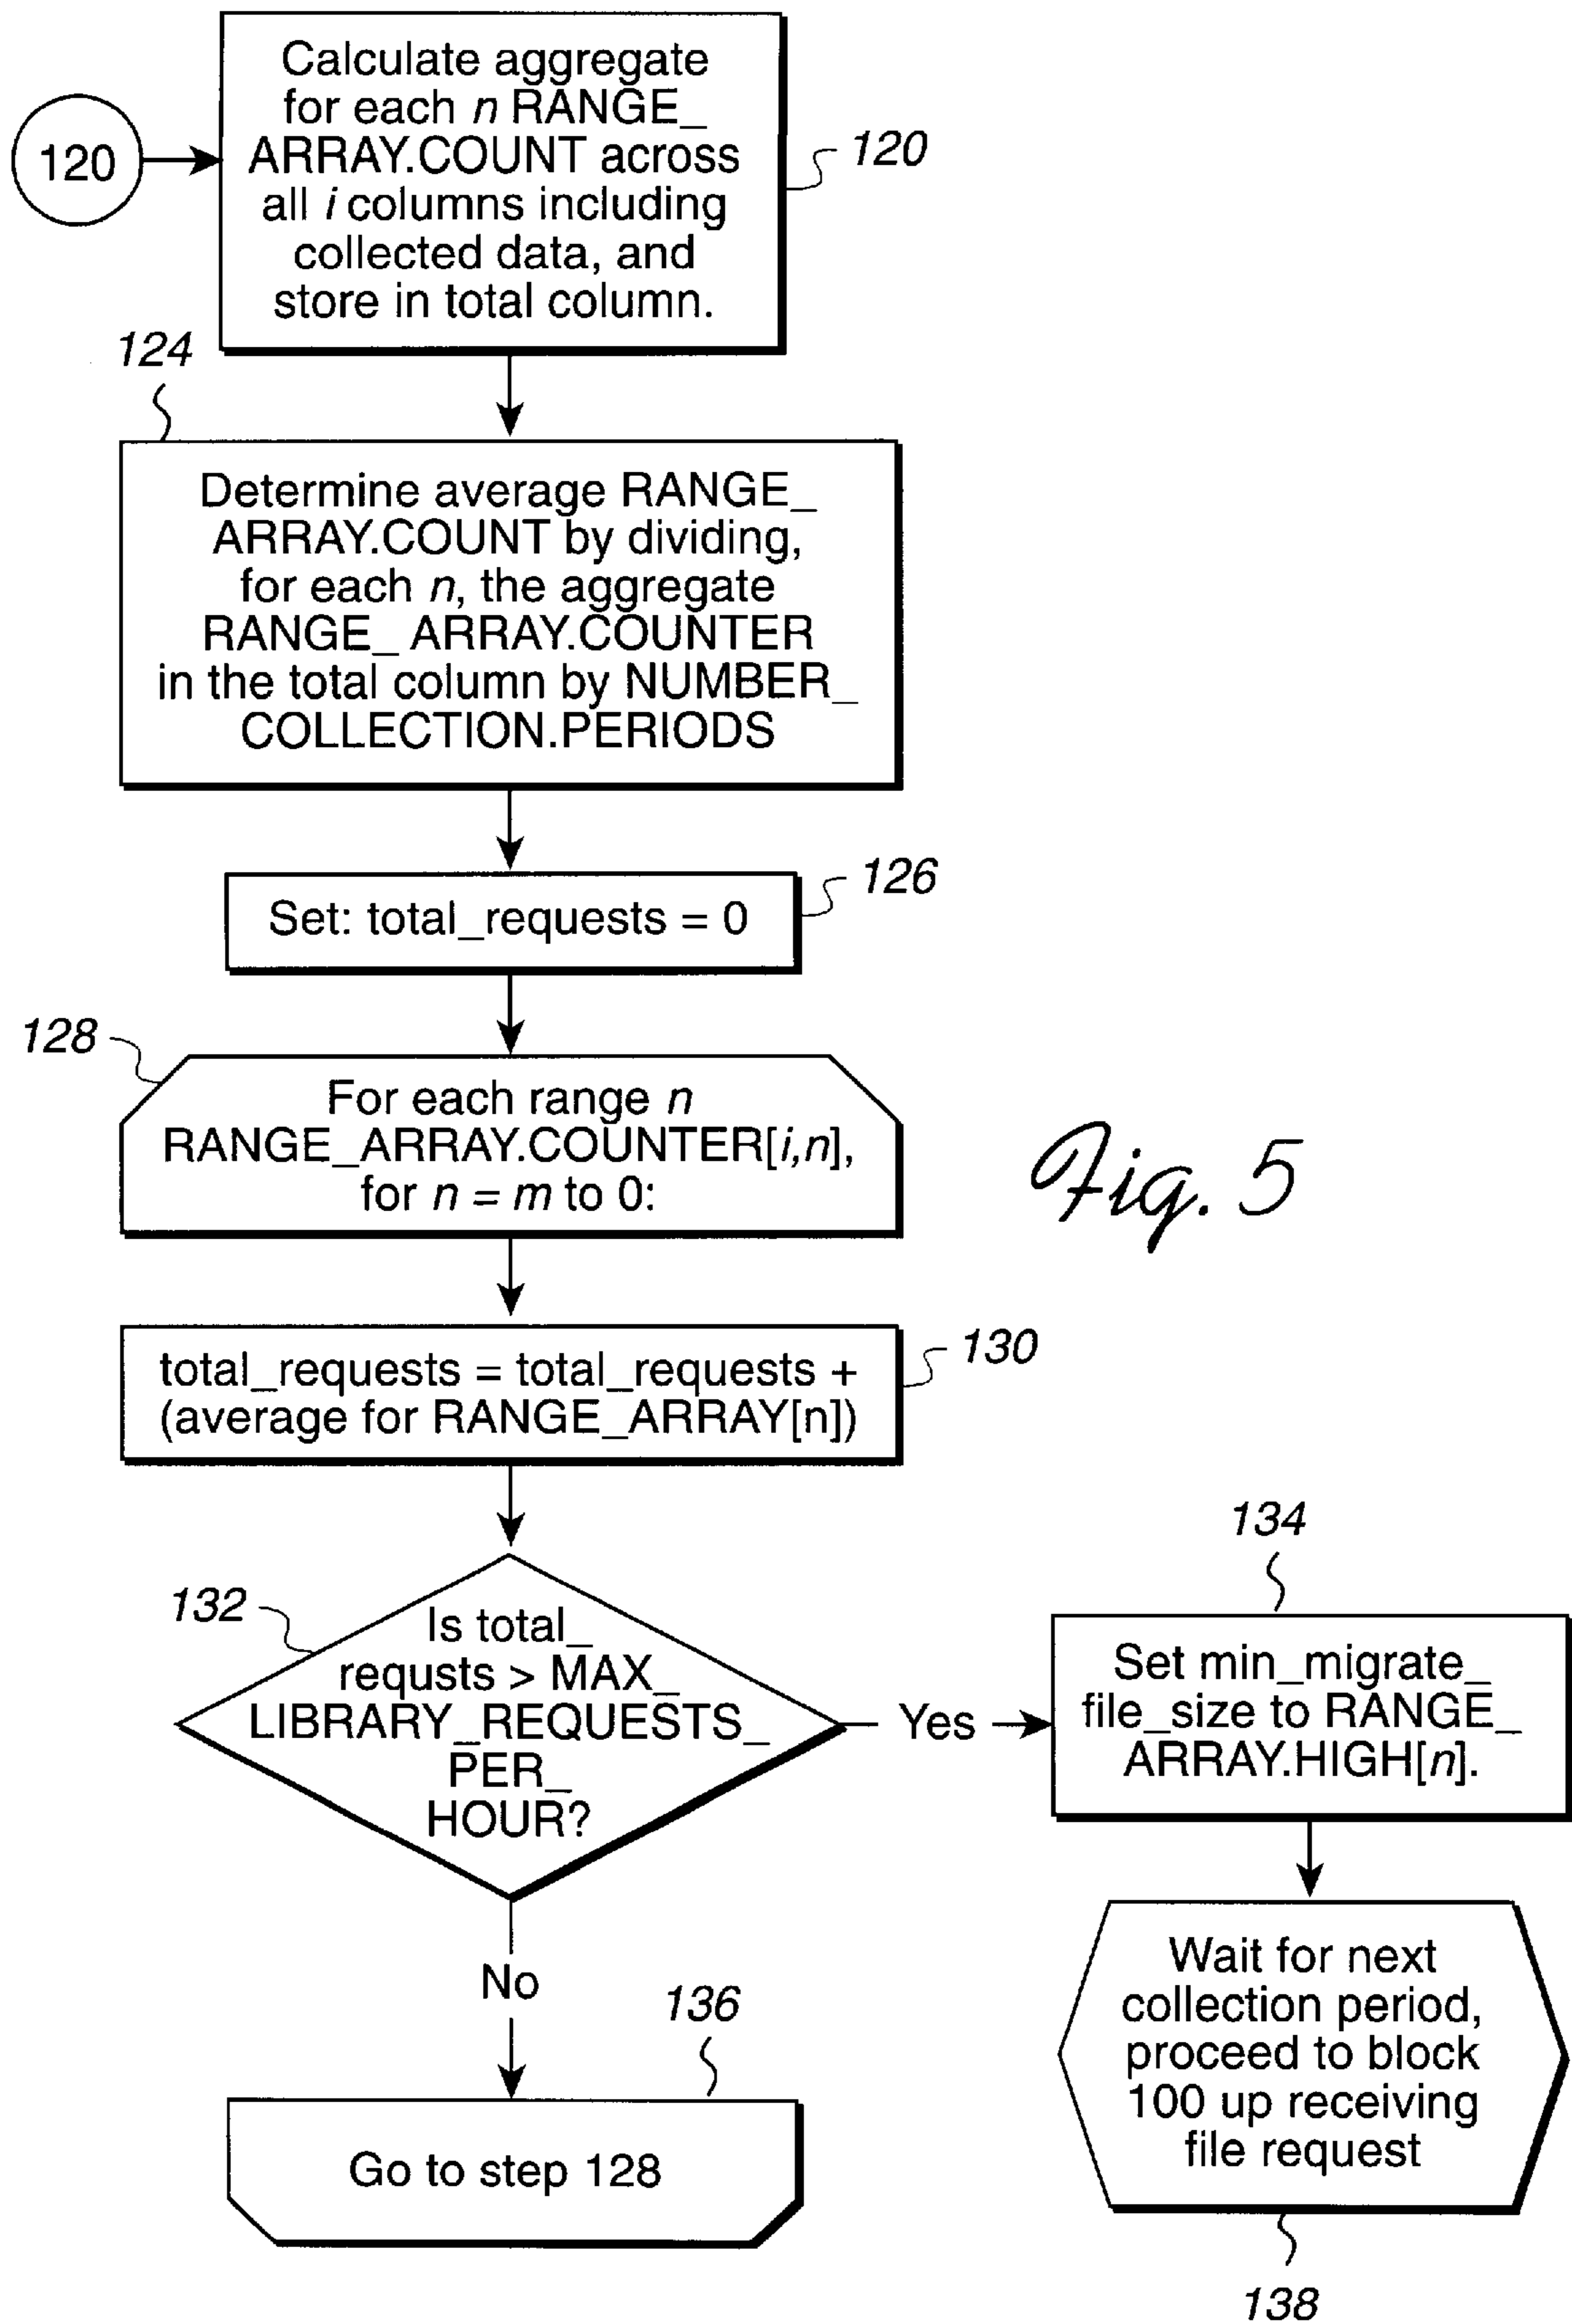 120
Calculate aggregate
for each n RANGE_
ARRAY.COUNT across
all i columns including
collected data, and
store in total column.
120
124
Determine average RANGE_
ARRAY.COUNT by dividing,
for each n, the aggregate
RANGE_ ARRAY.COUNTER
in the total column by NUMBER_
COLLECTION.PERIODS
126
Set: total_requests = 0
128
For each range n
RANGE_ARRAY.COUNTER[i,n],
for n = m to 0:
Fig. 5
130
total_requests = total_requests +
(average for RANGE_ARRAY[n])
132
Is total_
requsts > MAX_
LIBRARY_REQUESTS_
PER_
HOUR?
Yes
134
Set min_migrate_
file_size to RANGE_
ARRAY.HIGH[n].
No
136
Go to step 128
Wait for next
collection period,
proceed to block
100 up receiving
file request
138